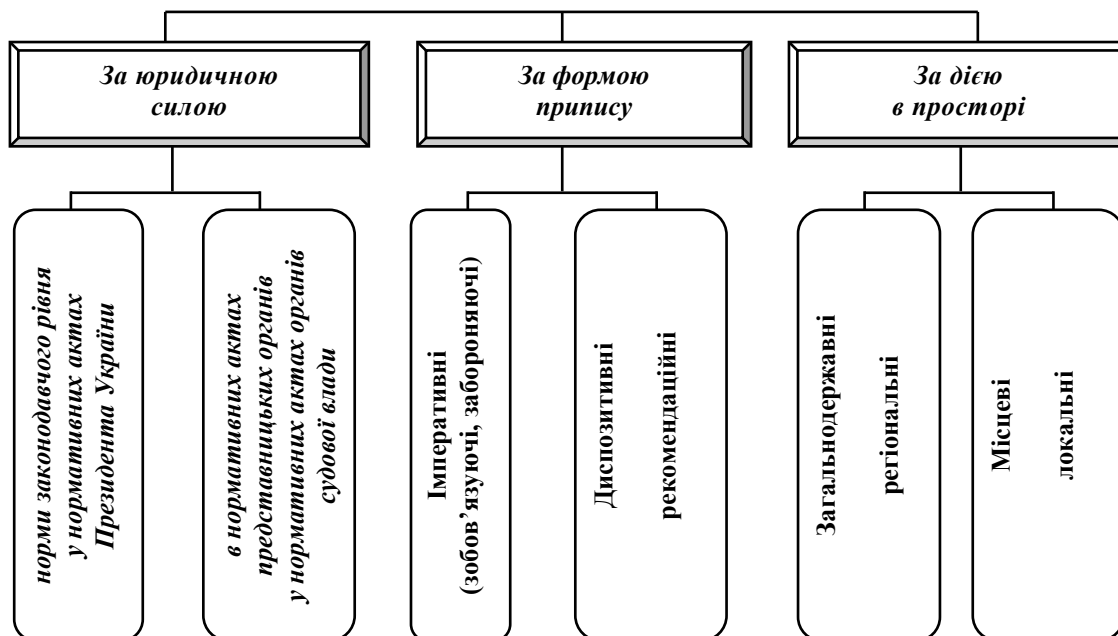 За юридичною
силою
За формою
припису
За дією
в просторі
норми законодавчого рівня
у нормативних актах
Президента України
в нормативних актах
представницьких органів
у нормативних актах органів
судової влади
Імперативні
(зобов’язуючі, забороняючі)
Диспозитивні
рекомендаційні
Загальнодержавні
регіональні
Місцеві
локальні